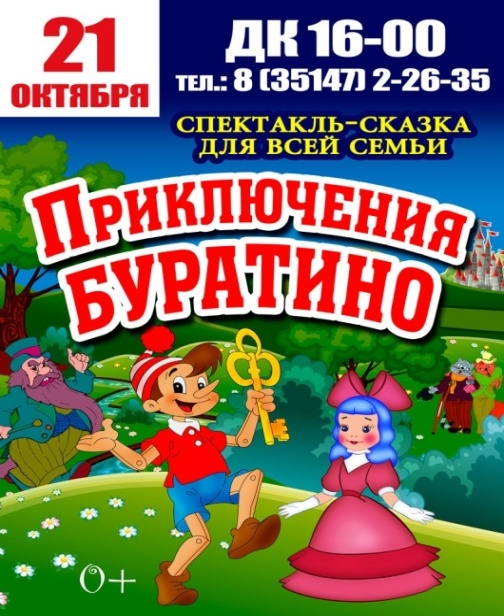 21
ОКТЯБРЯ
ДК 16-00
ТЕЛ.: 8 (35147) 2-26-35
СПЕКТАКЛЬ-СКАЗКА
ДЛЯ ВСЕЙ СЕМЬИ
ПРИКЛЮЧЕНИЯ
БУРАТИНО
0+